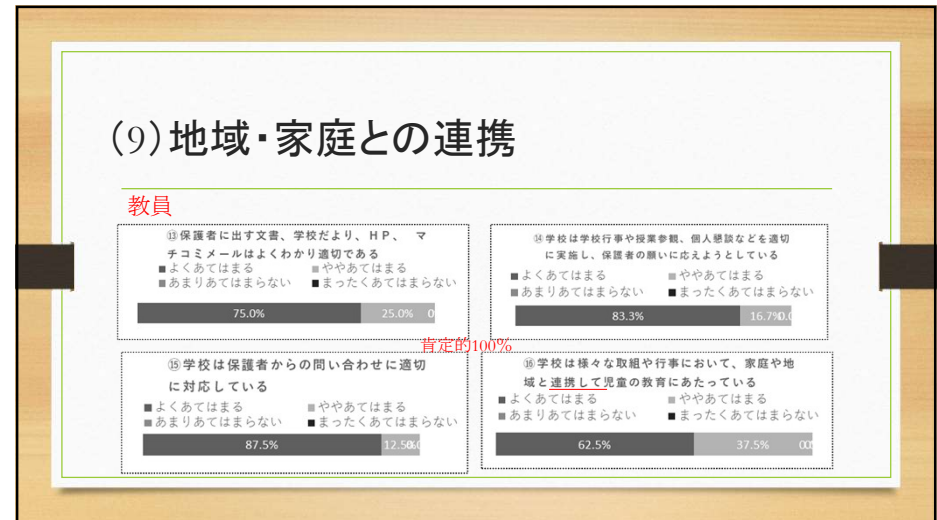 (9)地域・家庭との連携
教員
⑬保護者に出す文書、学校だより、HP、 マ
チコミメールはよくわかり適切である
■よくあてはまる ■ややあてはまる
■あまりあてはまらない ■まったくあてはまらない
75.0% 25.0%
⑭学校は学校行事や授業参観、個人懇談などを適切
に実施し、保護者の願いに応えようとしている
■よくあてはまる ■ややあてはまる
■あまりあてはまらない ■まったくあてはまらない
83.3% 16.7%
肯定的100%
⑮学校は保護者からの問い合わせに適切
に対応している
■よくあてはまる ■ややあてはまる
■あまりあてはまらない ■まったくあてはまらない
87.5% 12.5%
⑯学校は様々な取組や行事において、家庭や地
域と連携して児童の教育にあたっている
■よくあてはまる ■ややあてはまる
■あまりあてはまらない ■まったくあてはまらない
62.5% 37.5%